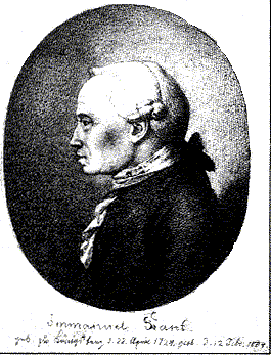 Immanuel Kant.
geb. zu Königsberg d. 22. April 1724. gest. d. 12 Febr. 1804.